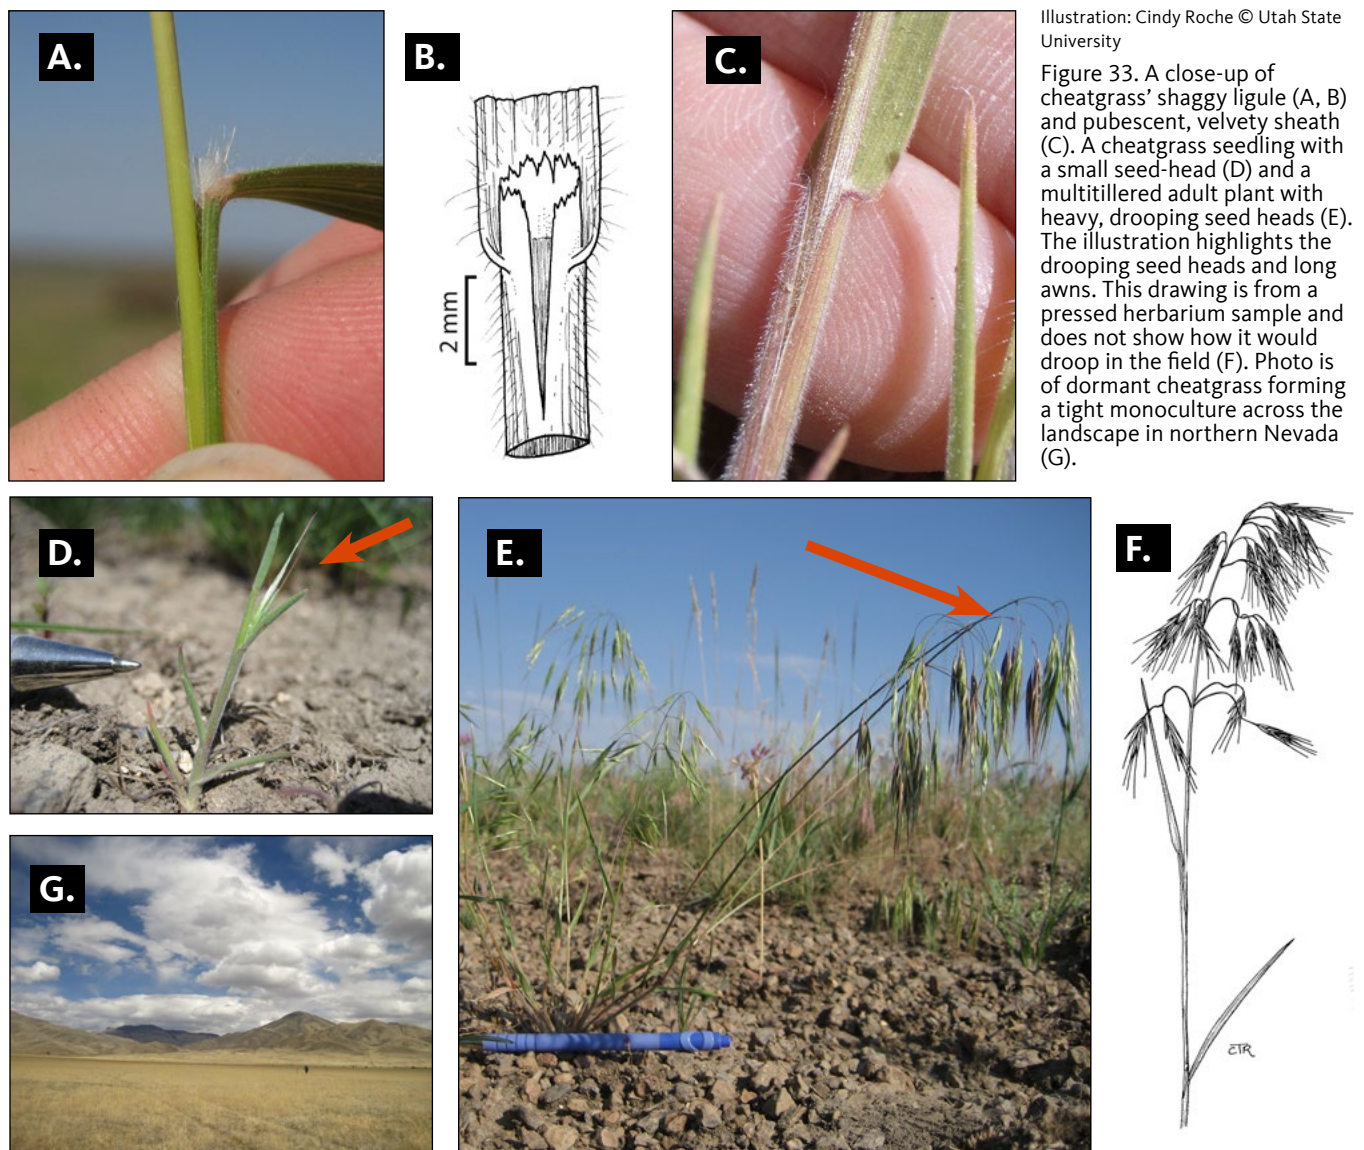 A.
B.
2 mm
C.
Illustration: Cindy Roche © Utah State
University
Figure 33. A close-up of
cheatgrass’ shaggy ligule (A, B)
and pubescent, velvety sheath
(C). A cheatgrass seedling with
a small seed-head (D) and a
multitillered adult plant with
heavy, drooping seed heads (E).
The illustration highlights the
drooping seed heads and long
awns. This drawing is from a
pressed herbarium sample and
does not show how it would
droop in the field (F). Photo is
of dormant cheatgrass forming
a tight monoculture across the
landscape in northern Nevada
(G).
D.
E.
F.
G.
CTR